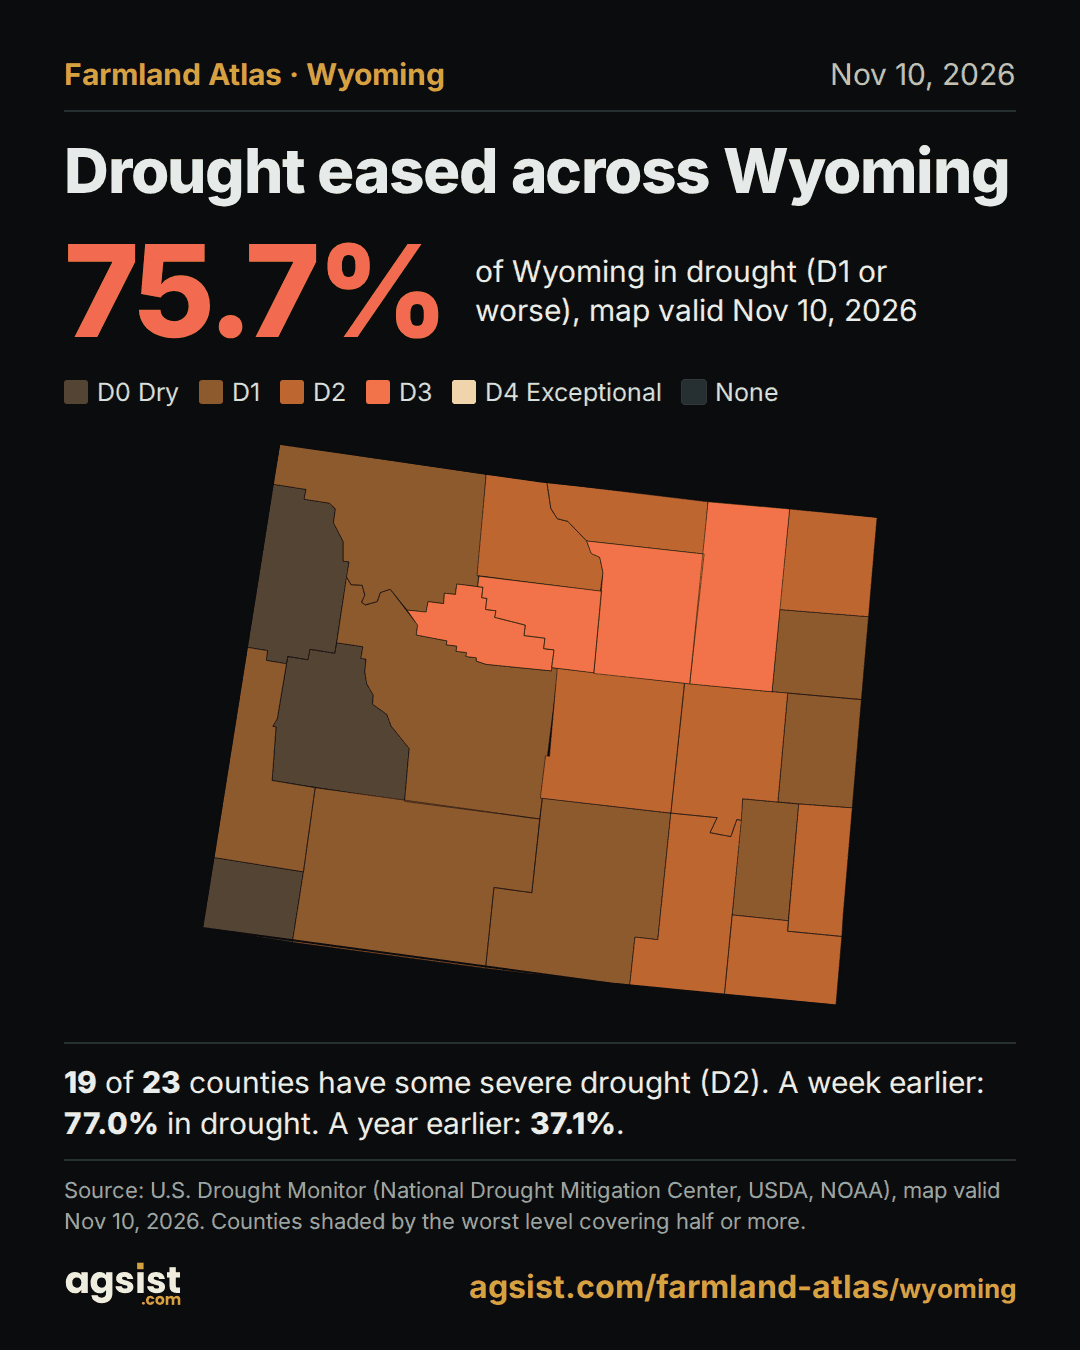 Farmland Atlas · Wyoming
Nov 10, 2026
Drought eased across Wyoming
75.7%
of Wyoming in drought (D1 or
worse), map valid Nov 10, 2026
D0 Dry D1 D2 D3 D4 Exceptional None
19 of 23 counties have some severe drought (D2). A week earlier:
77.0% in drought. A year earlier: 37.1%.
Source: U.S. Drought Monitor (National Drought Mitigation Center, USDA, NOAA), map valid
Nov 10, 2026. Counties shaded by the worst level covering half or more.
agsist
.com
agsist.com/farmland-atlas/wyoming